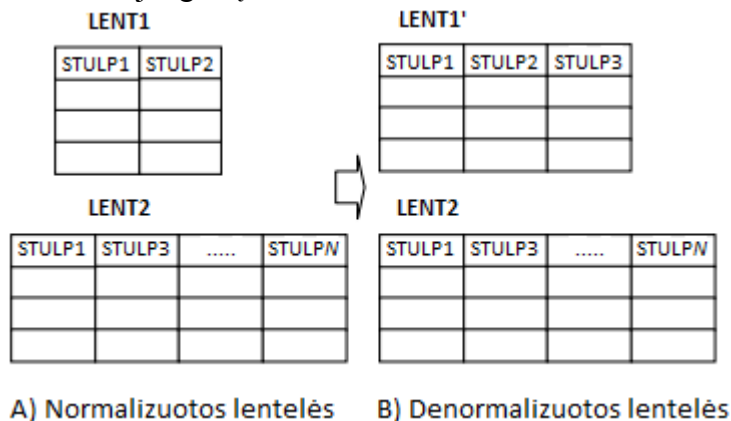 LENT1
STULP1 STULP2
LENT1'
STULP1 STULP2 STULP3
LENT2
STULP1 STULP3 ..... STULPN
LENT2
STULP1 STULP3 ..... STULPN
A) Normalizuotos lentelės
B) Denormalizuotos lentelės